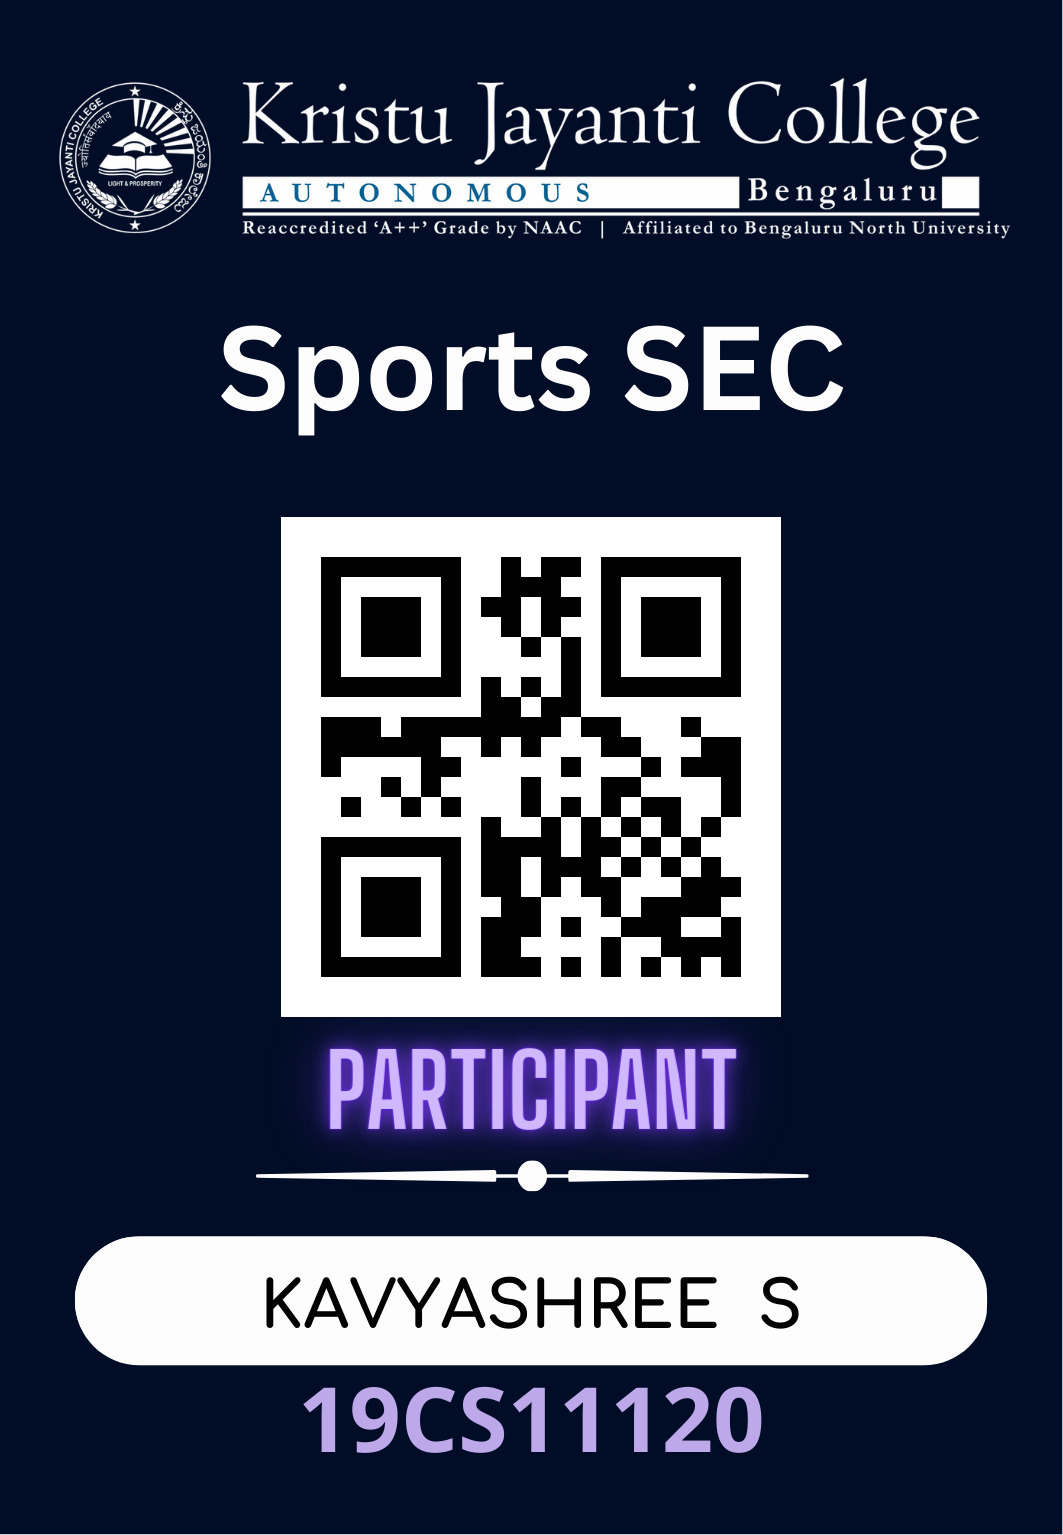 KRISTU JAYANTI COLLEGE
LIGHT & PROSPERITY
Kristu Jayanti College
AUTONOMOUS Bengaluru
Reaccredited ‘A++’ Grade by NAAC | Affiliated to Bengaluru North University
Sports SEC
PARTICIPANT
KAVYASHREE S
19CS11120